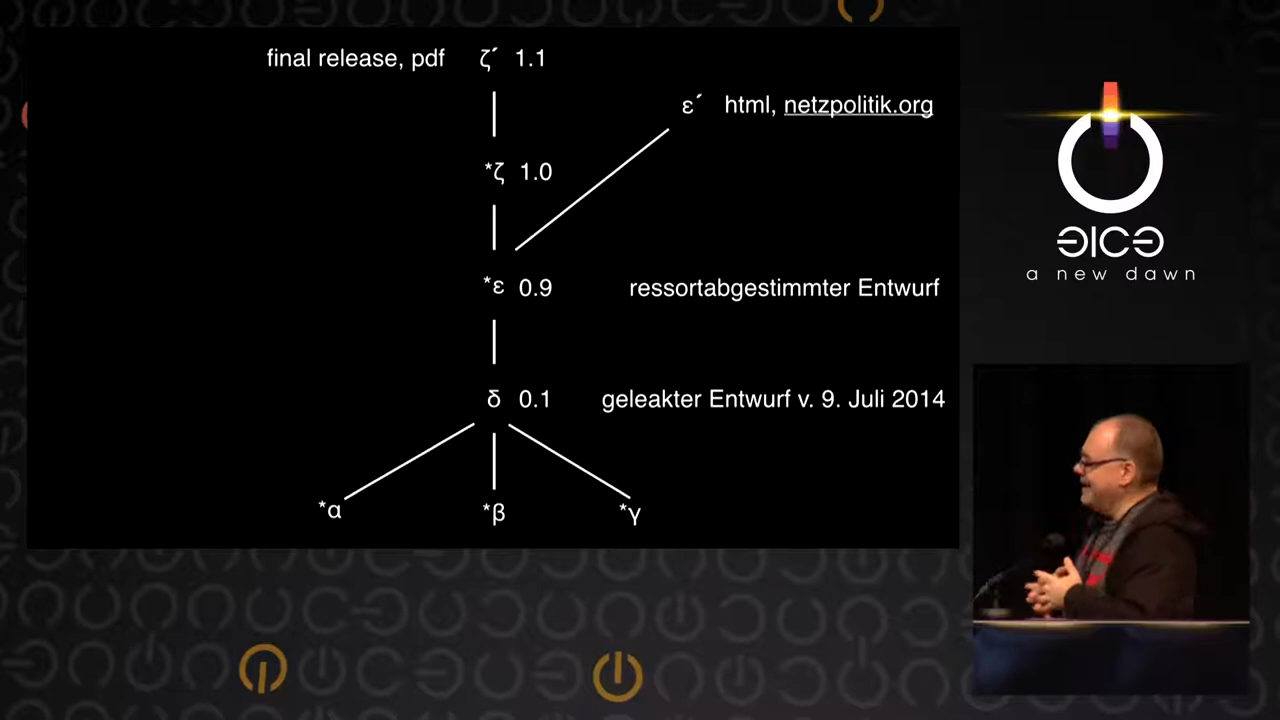 final release, pdf ζ´ 1.1
ε´ html, netzpolitik.org
*ζ 1.0
*ε 0.9 ressortabgestimmter Entwurf
δ 0.1 geleakter Entwurf v. 9. Juli 2014
*α *β *γ
a new dawn